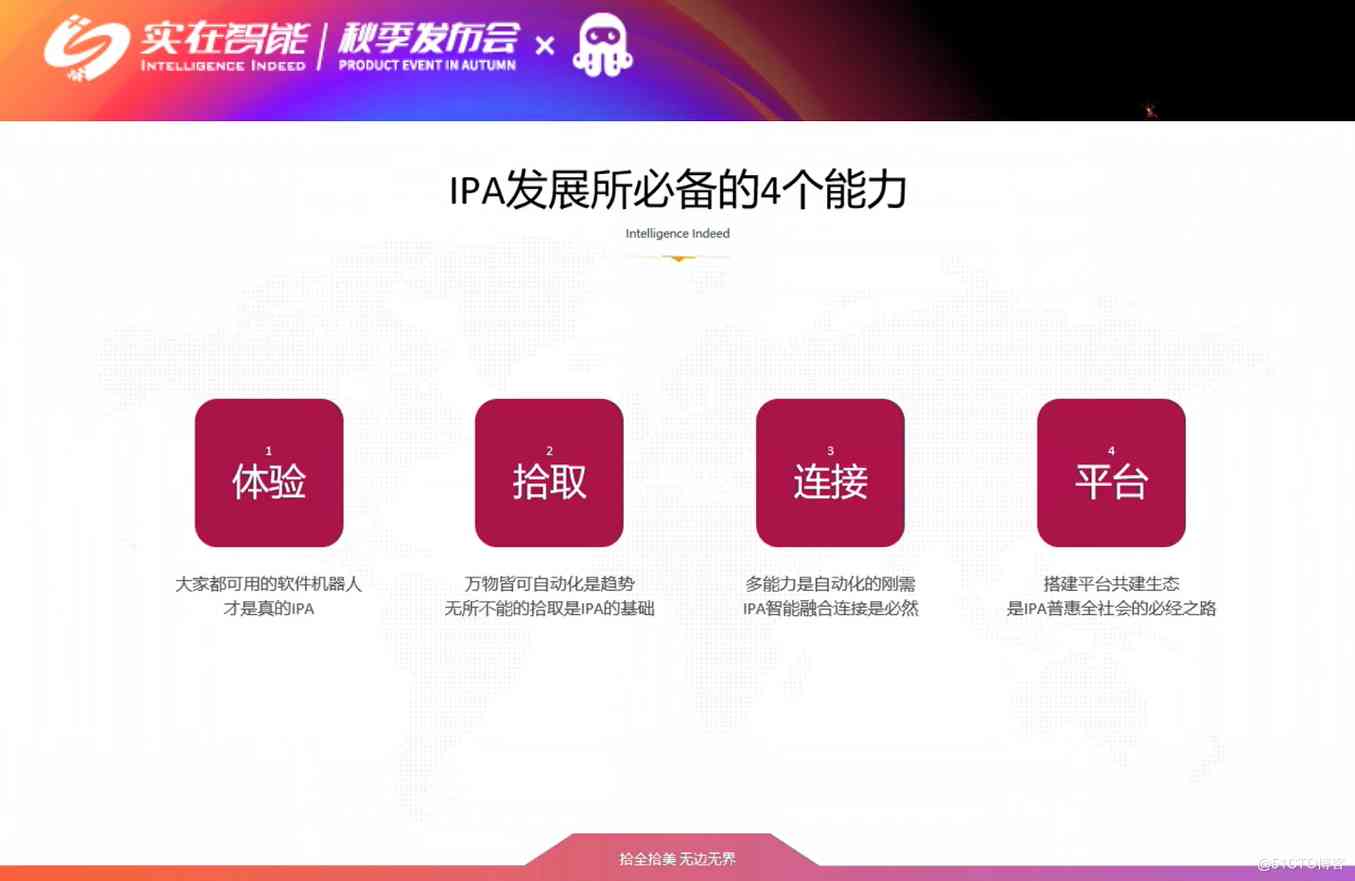 实在智能 | 秋季发布会 ×
INTELLIGENCE INDEED PRODUCT EVENT IN AUTUMN
IPA发展所必备的4个能力
Intelligence Indeed
1
体验
大家都可用的软件机器人
才是真的IPA
2
拾取
万物皆可自动化是趋势
无所不能的拾取是IPA的基础
3
连接
多能力是自动化的刚需
IPA智能融合连接是必然
4
平台
搭建平台共建生态
是IPA普惠全社会的必经之路
拾全拾美 无边无界
@51CTO博客